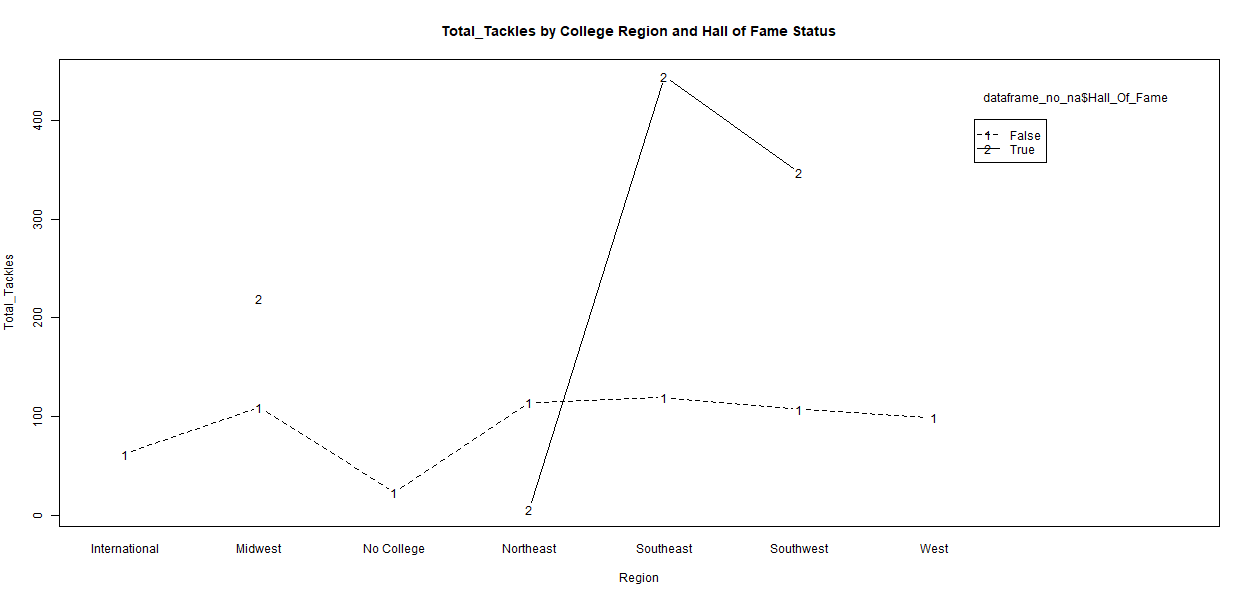 Total_Tackles by College Region and Hall of Fame Status
dataframe_no_na$Hall_Of_Fame
1 False
2 True
Total_Tackles
400
300
200
100
0
2
2
2
1
1
1
1
1
1
1
2
International Midwest No College Northeast Southeast Southwest West
Region